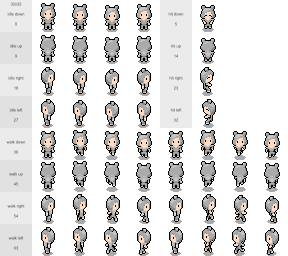 idle down
0
hit down
5
idle up
9
hit up
14
idle right
18
hit right
23
idle left
27
hit left
32
walk down
36
walk up
45
walk right
54
walk left
63